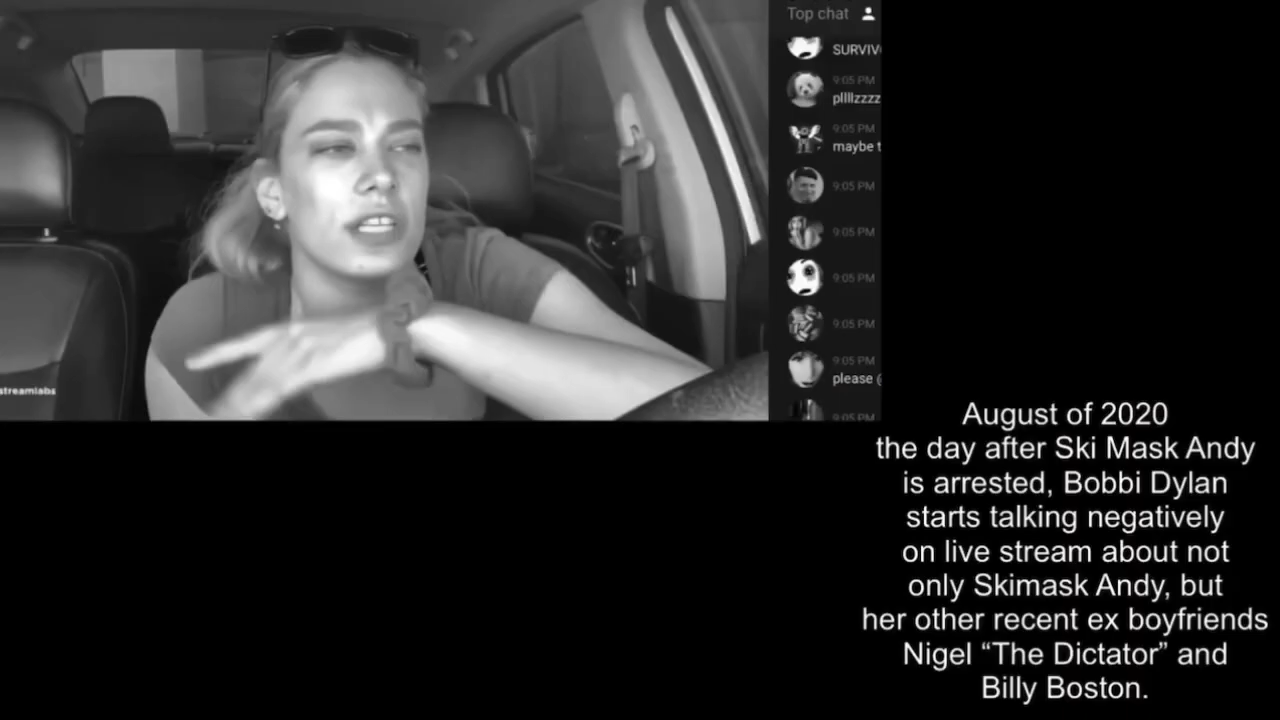 Top chat
SURVIV
9:05 PM
pllllzzzz
9:05 PM
maybe t
9:05 PM
9:05 PM
9:05 PM
9:05 PM
9:05 PM
please @
9:05 PM
streamlabs
August of 2020
the day after Ski Mask Andy
is arrested, Bobbi Dylan
starts talking negatively
on live stream about not
only Skimask Andy, but
her other recent ex boyfriends
Nigel “The Dictator” and
Billy Boston.